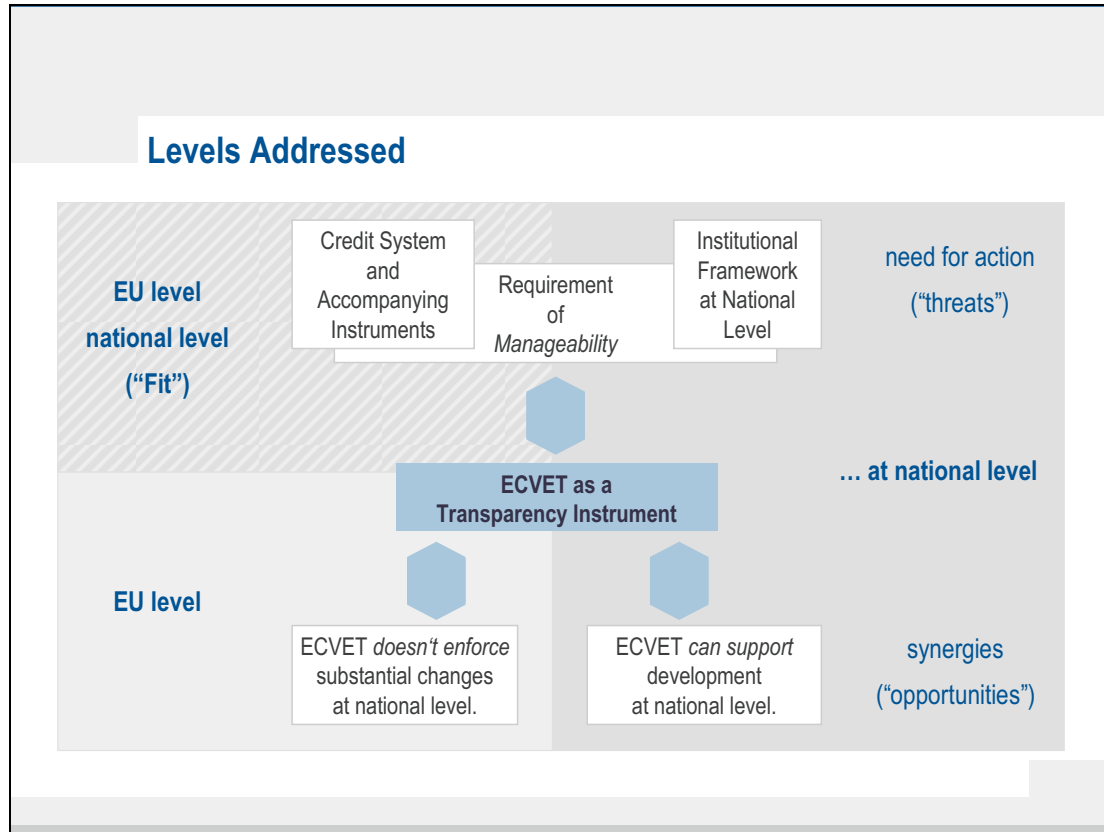 Levels Addressed
EU level
national level
(“Fit”)
Credit System
and
Accompanying
Instruments
Requirement
of
Manageability
Institutional
Framework
at National
Level
need for action
(“threats”)
ECVET as a
Transparency Instrument
… at national level
EU level
ECVET doesn‘t enforce
substantial changes
at national level.
ECVET can support
development
at national level.
synergies
(“opportunities”)